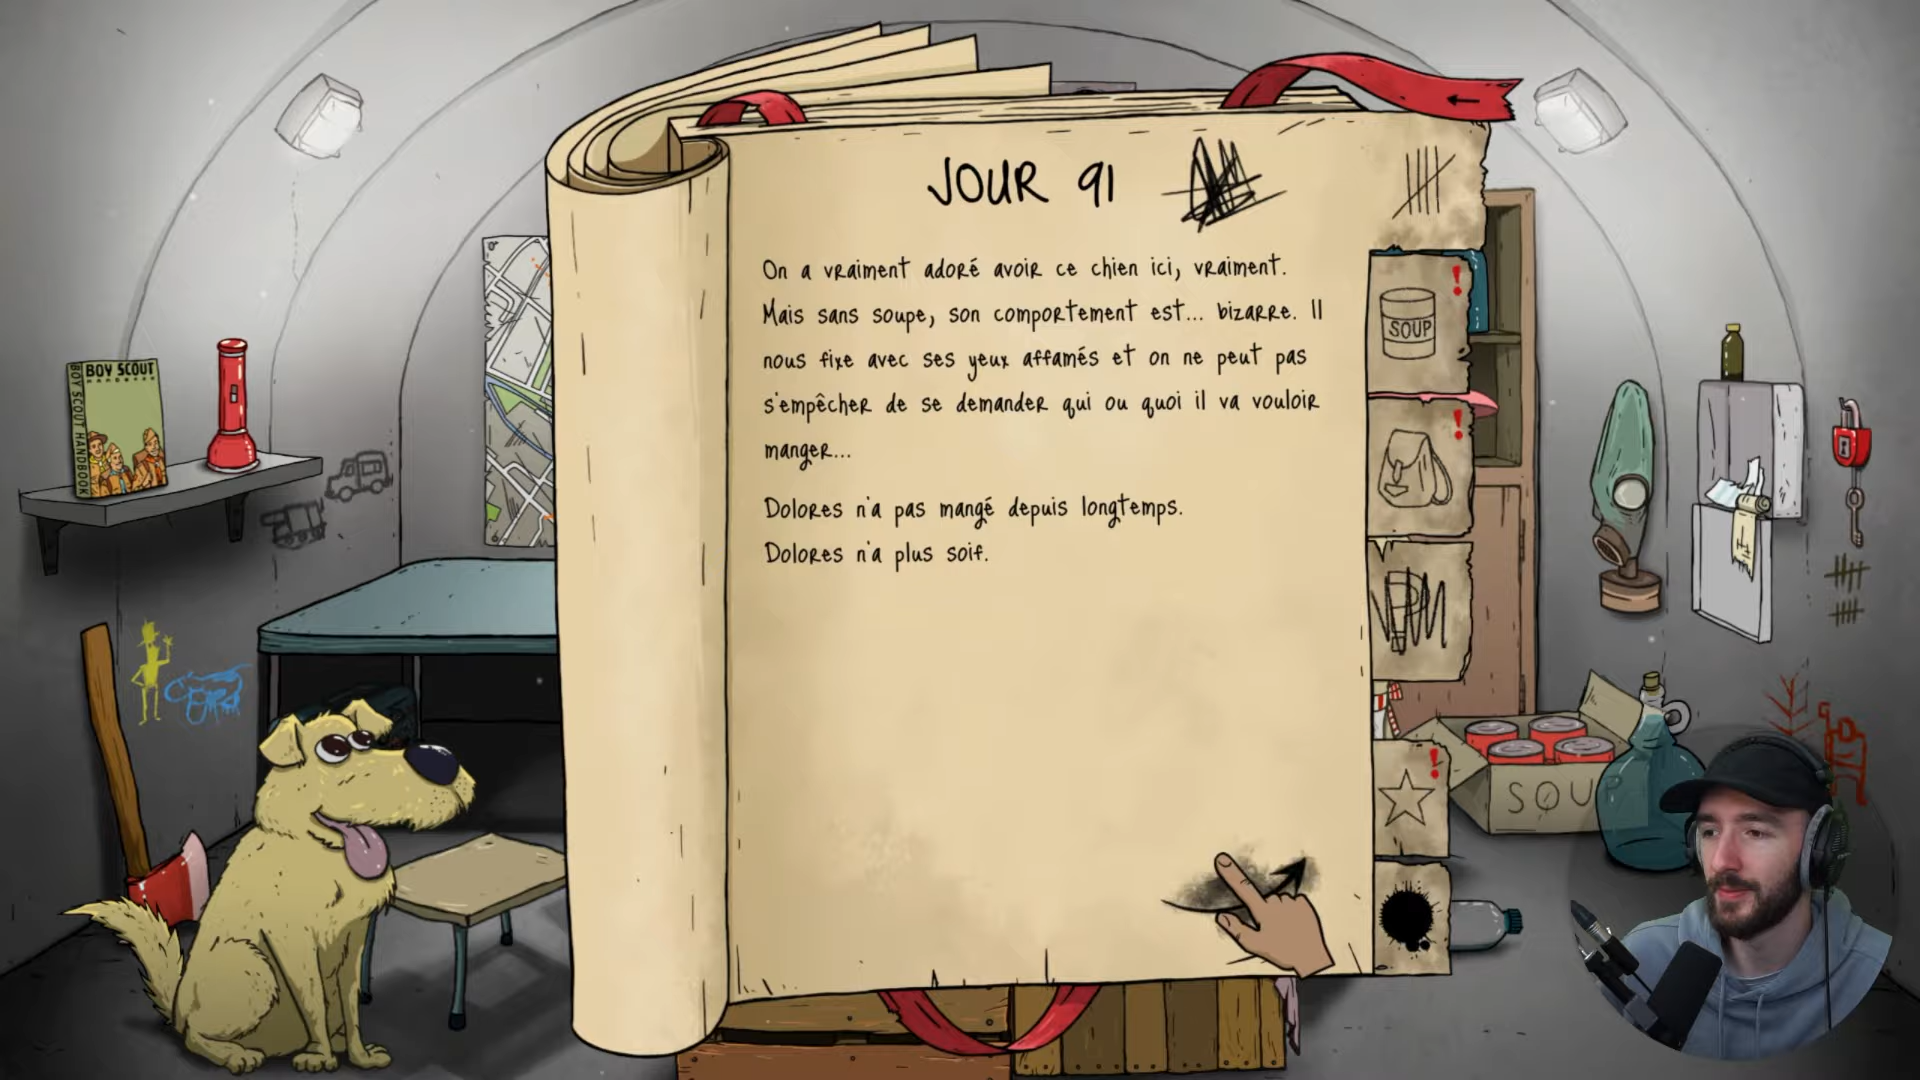 JOUR 91
On a vraiment adoré avoir ce chien ici, vraiment.
Mais sans soupe, son comportement est... bizarre. Il
nous fixe avec ses yeux affamés et on ne peut pas
s'empêcher de se demander qui ou quoi il va vouloir
manger...
Dolores n'a pas mangé depuis longtemps.
Dolores n'a plus soif.
BOY SCOUT
HANDBOOK
BOY SCOUT HANDBOOK
!
SOUP
!
!
SOU